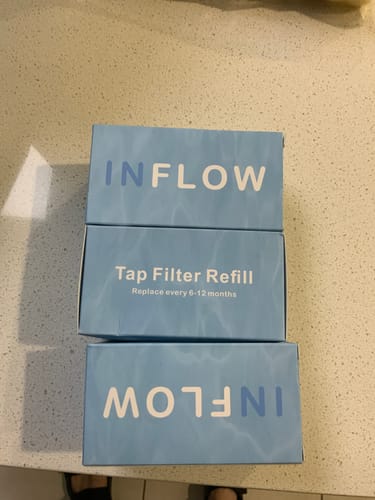 INFLOW
Tap Filter Refill
Replace every 6-12 months
INFLOW